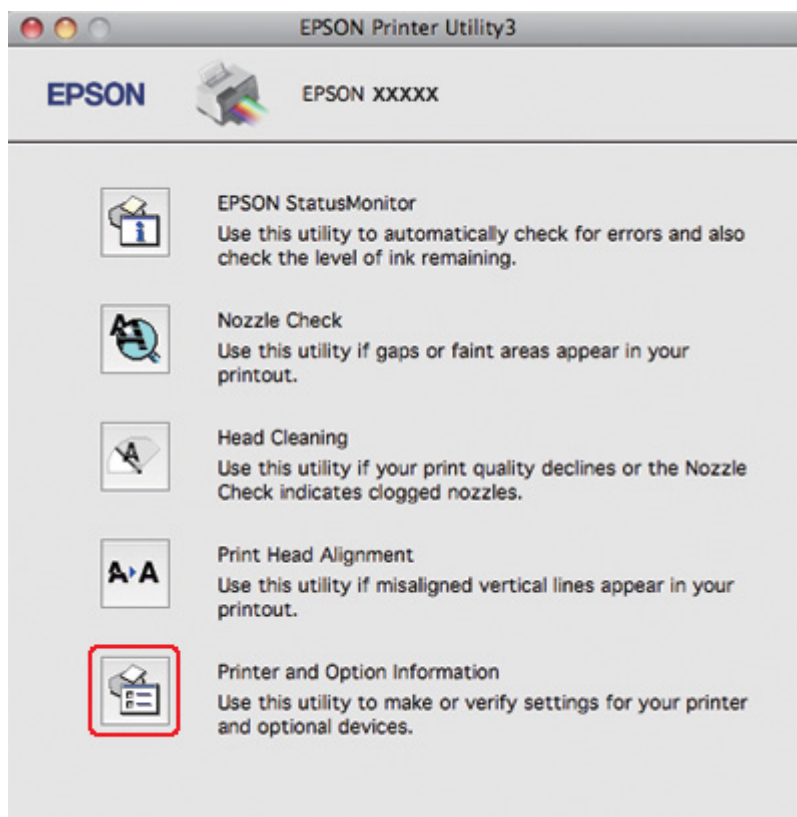 EPSON Printer Utility3
EPSON
EPSON XXXXX
EPSON StatusMonitor
Use this utility to automatically check for errors and also
check the level of ink remaining.
Nozzle Check
Use this utility if gaps or faint areas appear in your
printout.
Head Cleaning
Use this utility if your print quality declines or the Nozzle
Check indicates clogged nozzles.
A A
Print Head Alignment
Use this utility if misaligned vertical lines appear in your
printout.
Printer and Option Information
Use this utility to make or verify settings for your printer
and optional devices.